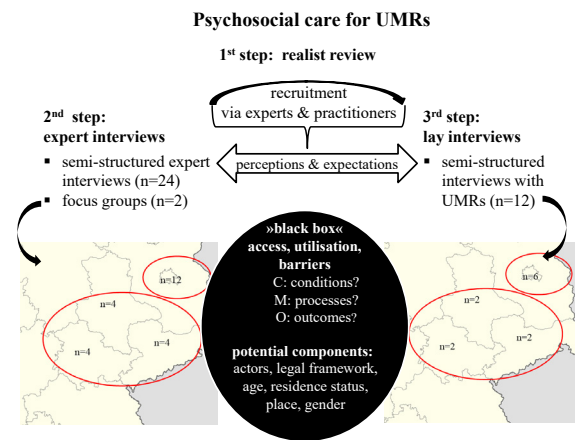 Psychosocial care for UMRs
1st step: realist review
recruitment
via experts & practitioners
2nd step:
expert interviews
▪ semi-structured expert
interviews (n=24)
▪ focus groups (n=2)
perceptions & expectations
3rd step:
lay interviews
▪ semi-structured
interviews with
UMRs (n=12)
n=12
n=4
n=4
n=4
»black box«
access, utilisation,
barriers
C: conditions?
M: processes?
O: outcomes?
potential components:
actors, legal framework,
age, residence status,
place, gender
n=6
n=2
n=2
n=2